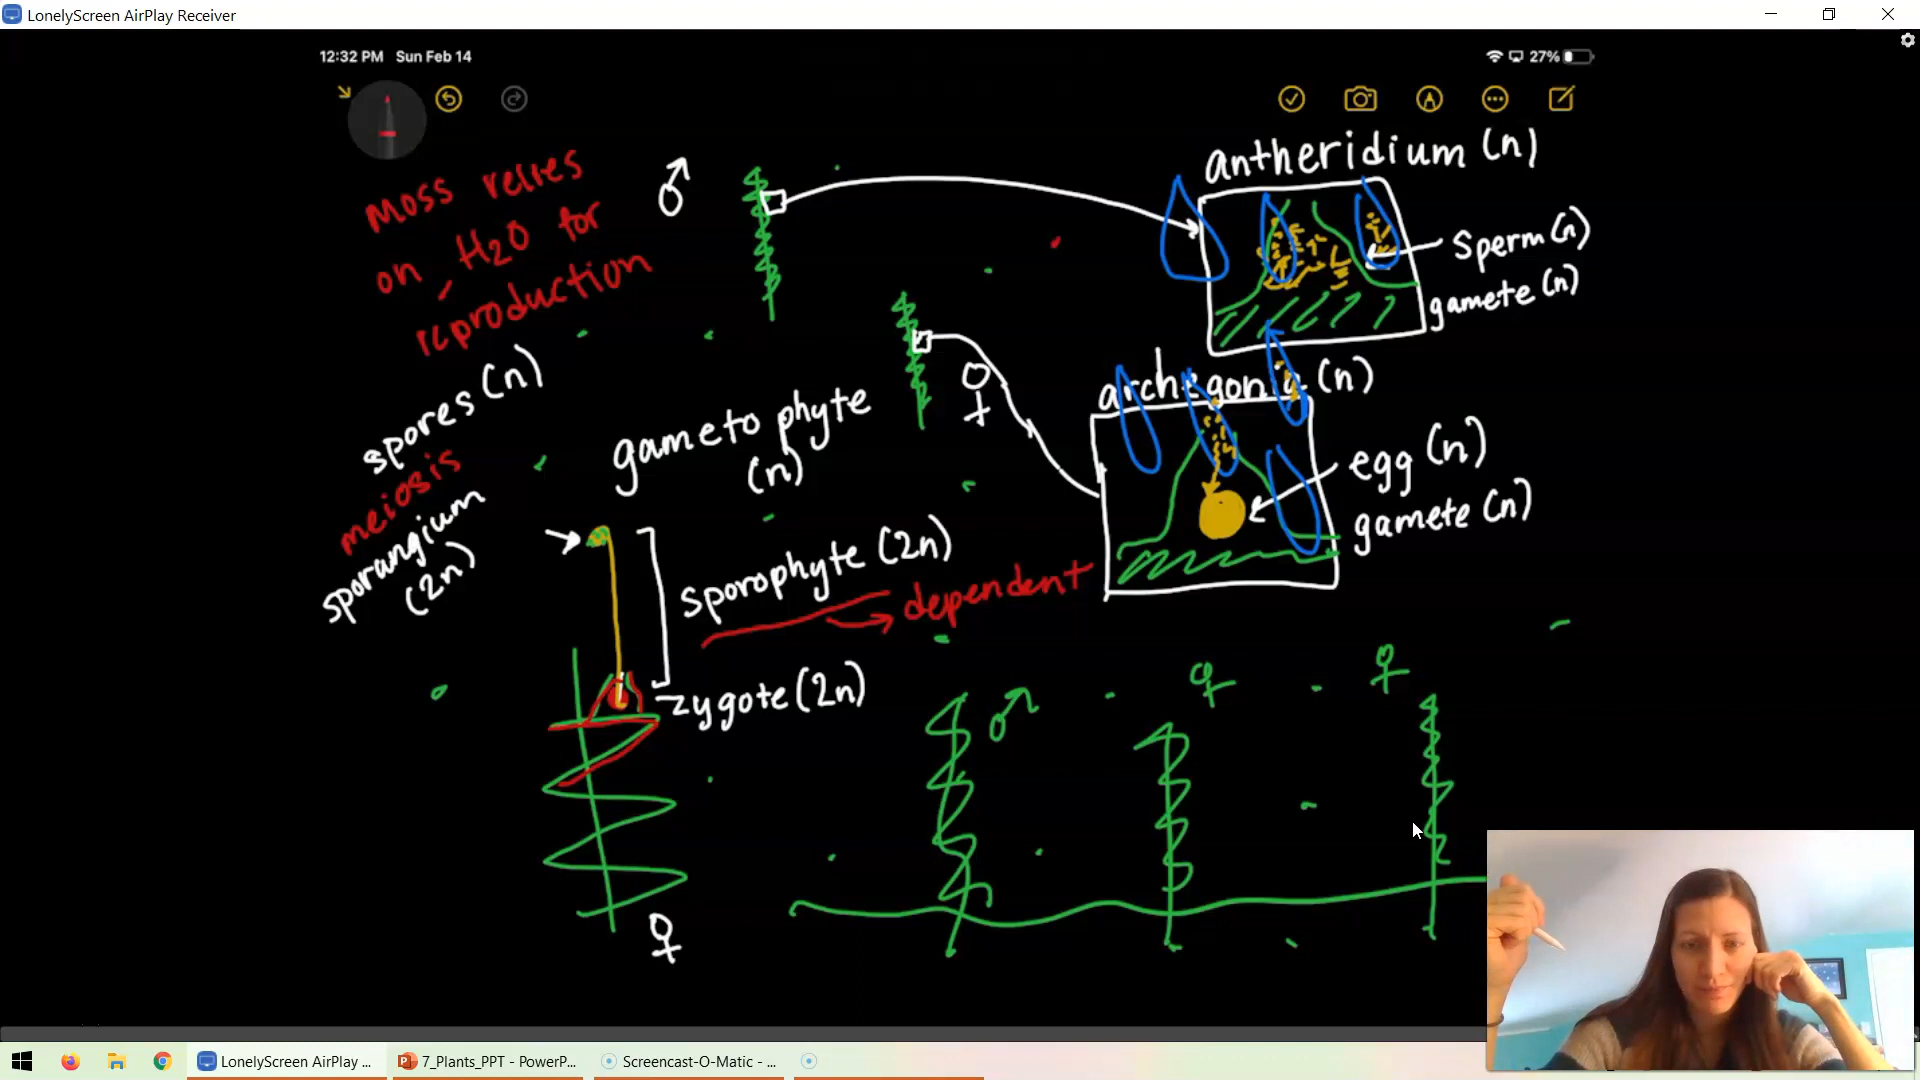 LonelyScreen AirPlay Receiver
12:32 PM Sun Feb 14
27%
Moss relies
on H2O for
reproduction
♂
antheridium (n)
sperm (n)
gamete (n)
spores (n)
meiosis
sporangium
(2n)
gametophyte
(n)
♀
archegonia (n)
egg (n)
gamete (n)
sporophyte (2n)
dependent
zygote (2n)
♂
♀
♀
♀
LonelyScreen AirPlay ...
7_Plants_PPT - PowerP...
Screencast-O-Matic - ...